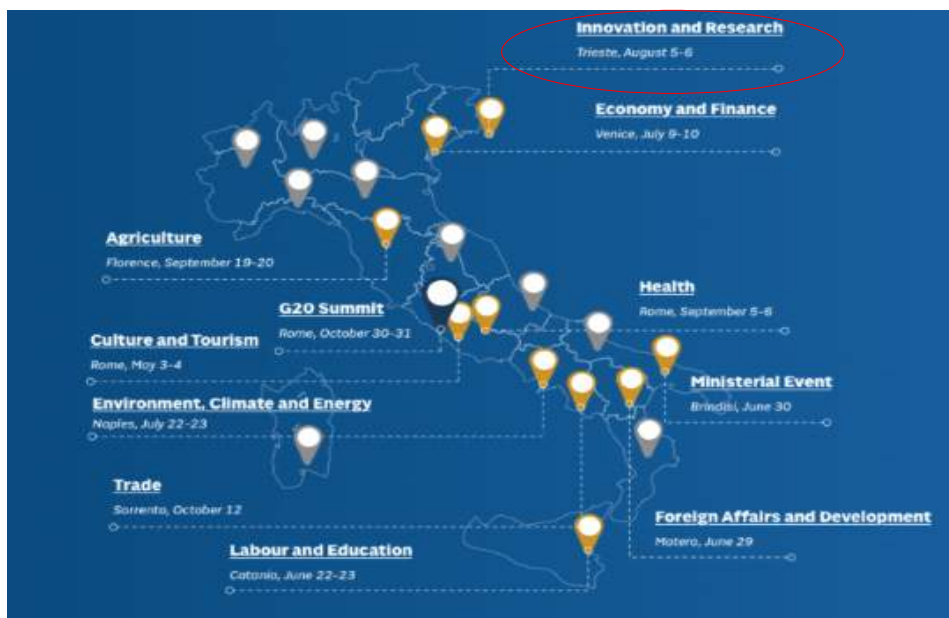 Innovation and Research
Trieste, August 5-6
Economy and Finance
Venice, July 9-10
Agriculture
Florence, September 19-20
Health
Rome, September 5-6
G20 Summit
Rome, October 30-31
Culture and Tourism
Rome, May 3-4
Ministerial Event
Brindisi, June 30
Environment, Climate and Energy
Naples, July 22-23
Trade
Sorrento, October 12
Foreign Affairs and Development
Matera, June 29
Labour and Education
Catania, June 22-23